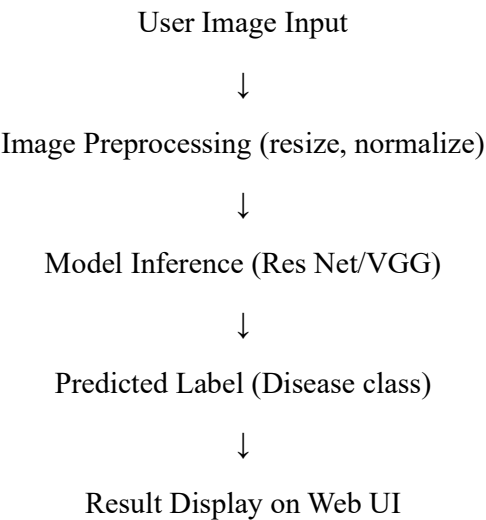 User Image Input
↓
Image Preprocessing (resize, normalize)
↓
Model Inference (Res Net/VGG)
↓
Predicted Label (Disease class)
↓
Result Display on Web UI